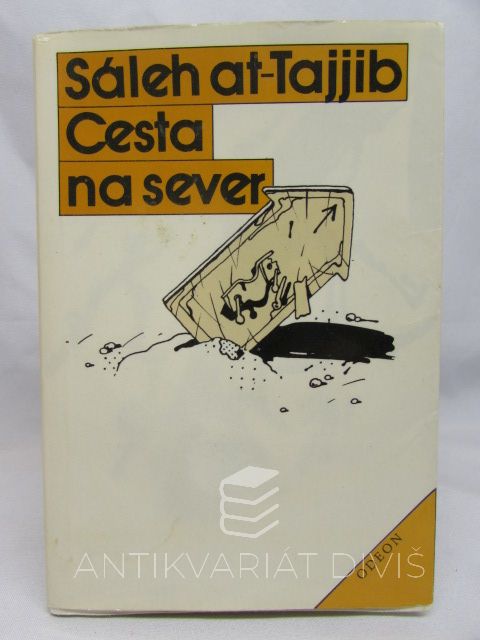 Sáleh at-Tajjib
Cesta
na sever
ODEON
ANTIKVARIÁT DIVIŠ